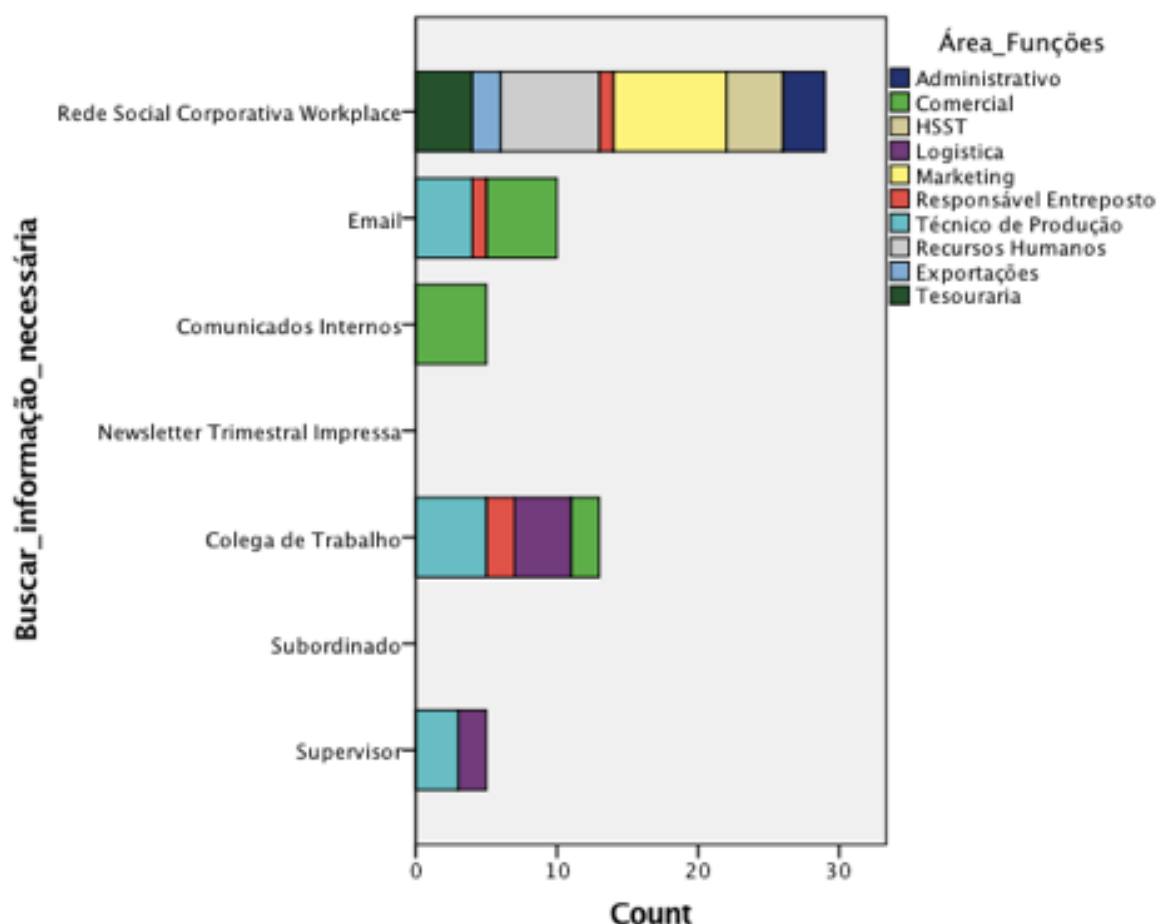 Área_Funções
Administrativo
Comercial
HSST
Logistica
Marketing
Responsável Entreposto
Técnico de Produção
Recursos Humanos
Exportações
Tesouraria
Buscar_informação_necessária
Rede Social Corporativa Workplace
Email
Comunicados Internos
Newsletter Trimestral Impressa
Colega de Trabalho
Subordinado
Supervisor
0 10 20 30
Count